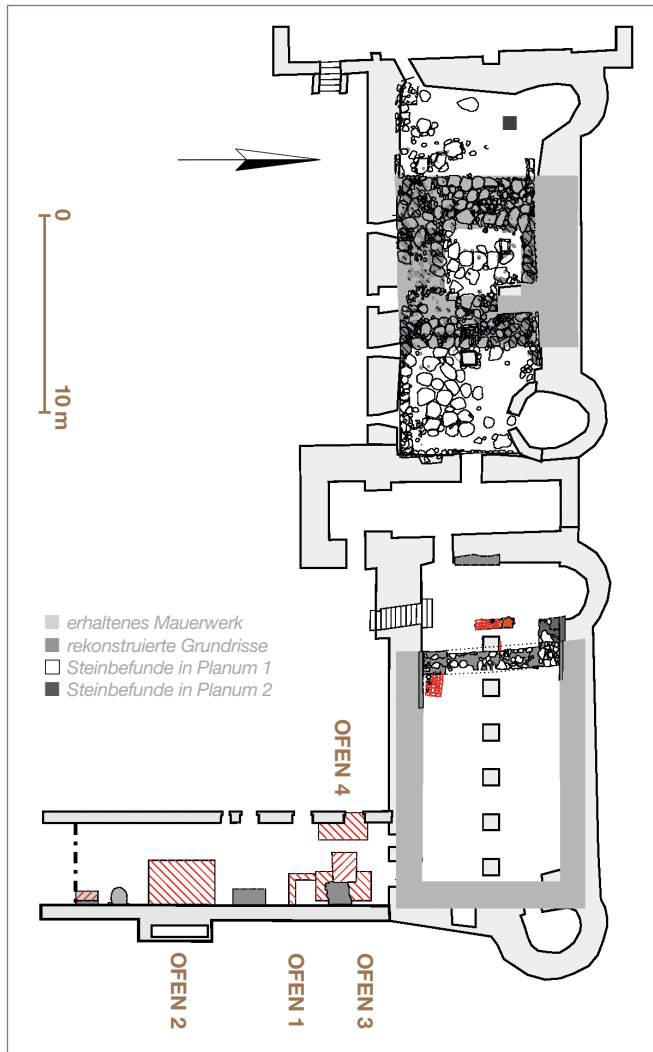 0
10 m
erhaltenes Mauerwerk
rekonstruierte Grundrisse
Steinbefunde in Planum 1
Steinbefunde in Planum 2
OFEN 4
OFEN 2
OFEN 1
OFEN 3